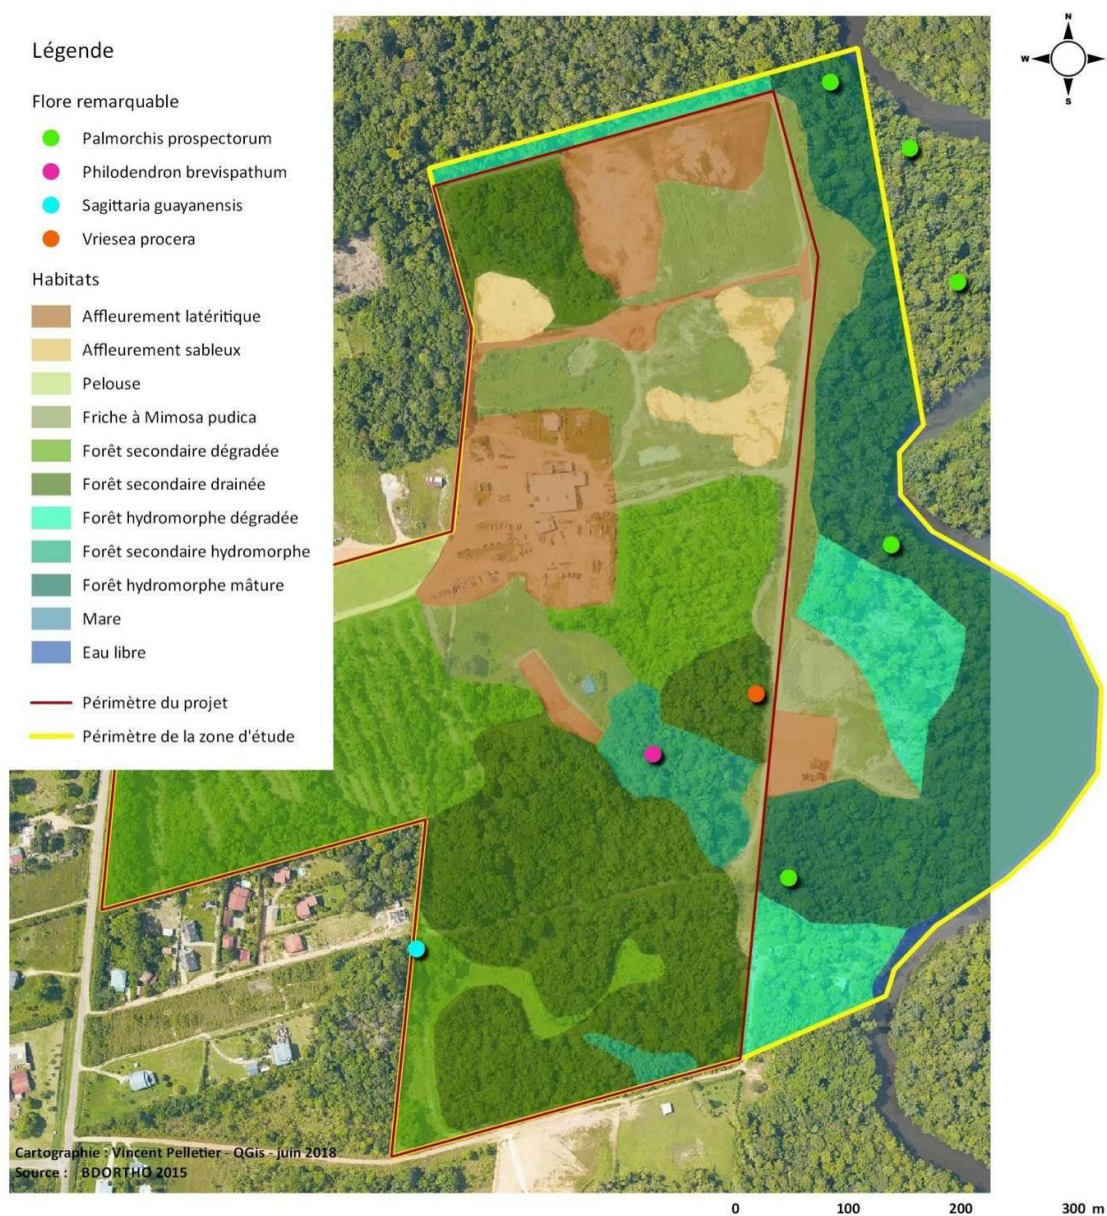 Légende
Flore remarquable
Palmorchis prospectorum
Philodendron brevispathum
Sagittaria guayanensis
Vriesea procera
Habitats
Affleurement latéritique
Affleurement sableux
Pelouse
Friche à Mimosa pudica
Forêt secondaire dégradée
Forêt secondaire drainée
Forêt hydromorphe dégradée
Forêt secondaire hydromorphe
Forêt hydromorphe mâture
Mare
Eau libre
Périmètre du projet
Périmètre de la zone d'étude
N
W
S
Cartographie : Vincent Pelletier - QGis - juin 2018
Source : BDORTHO 2015
0 100 200 300 m